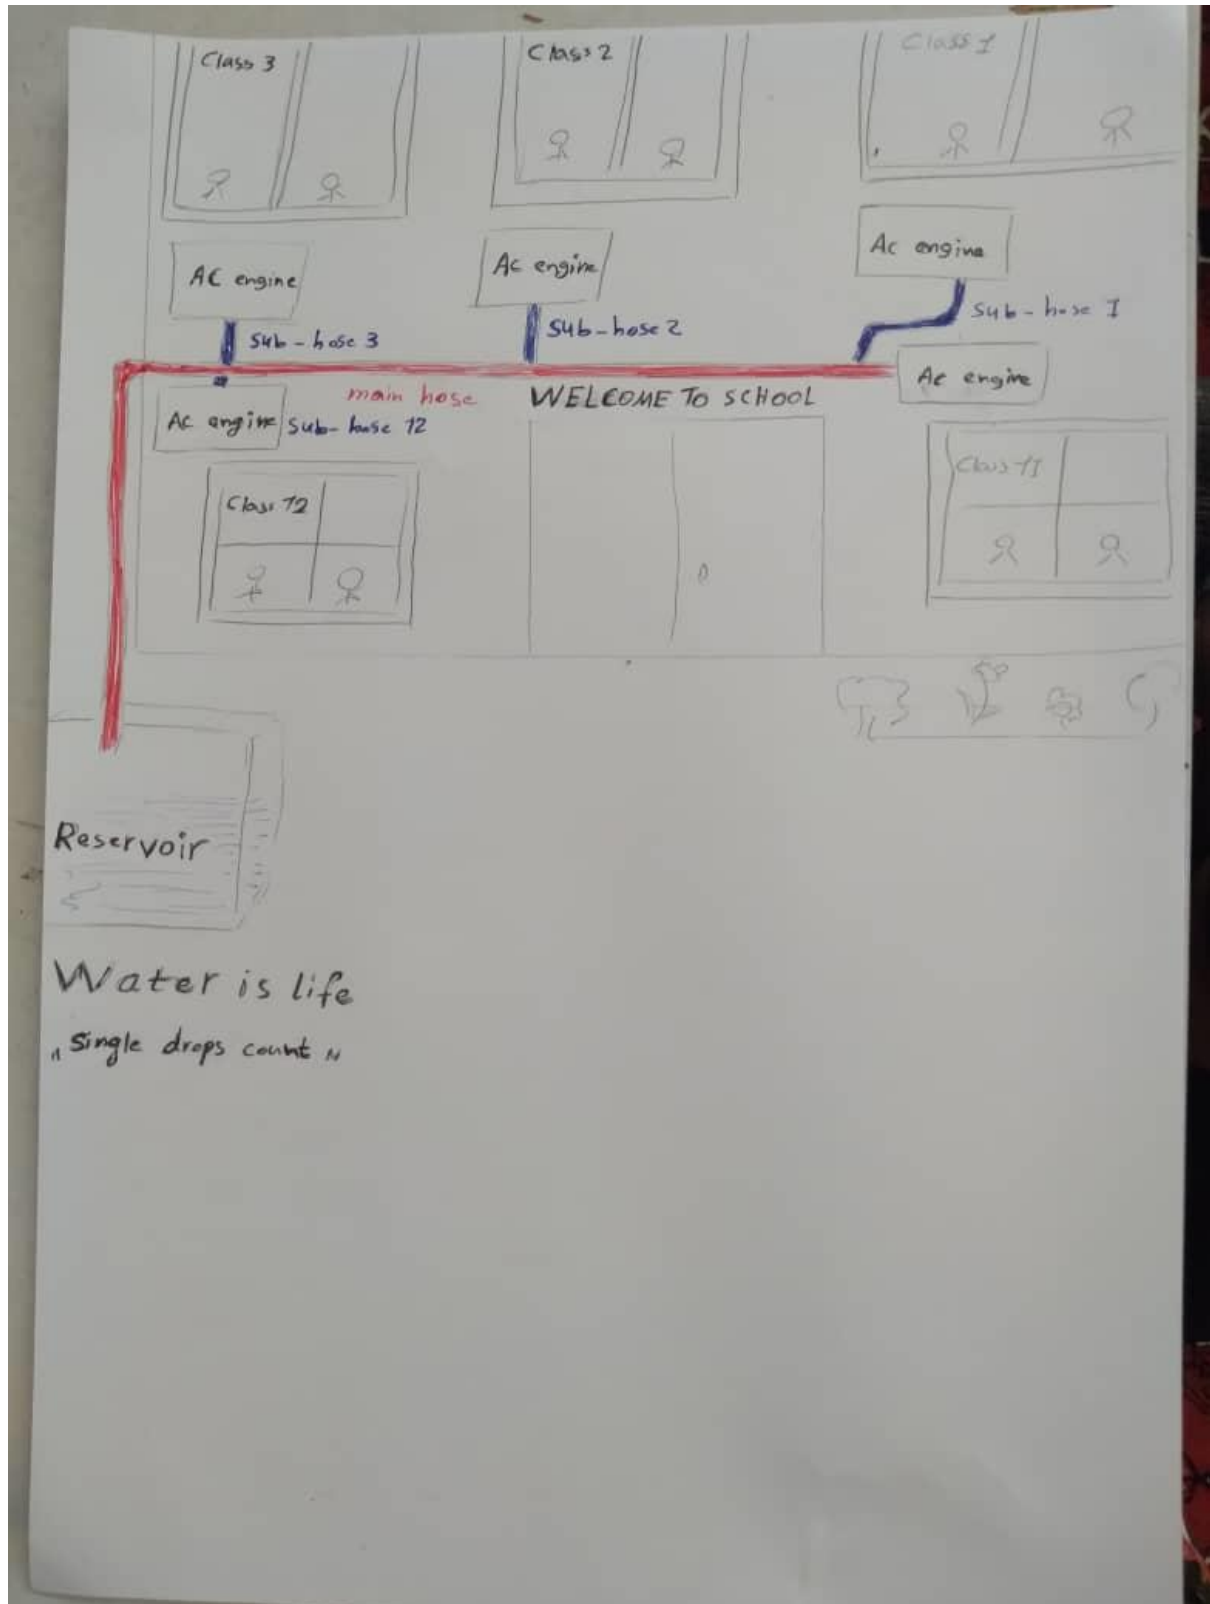 Class 3
Class 2
Class 1
AC engine
Ac engine
Ac engine
Sub-hose 3
Sub-hose 2
Sub-hose I
main hose
WELCOME TO SCHOOL
Ac engine
Ac engine
Sub-hose 12
Class 12
Class 11
Reservoir
Water is life
"Single drops count"